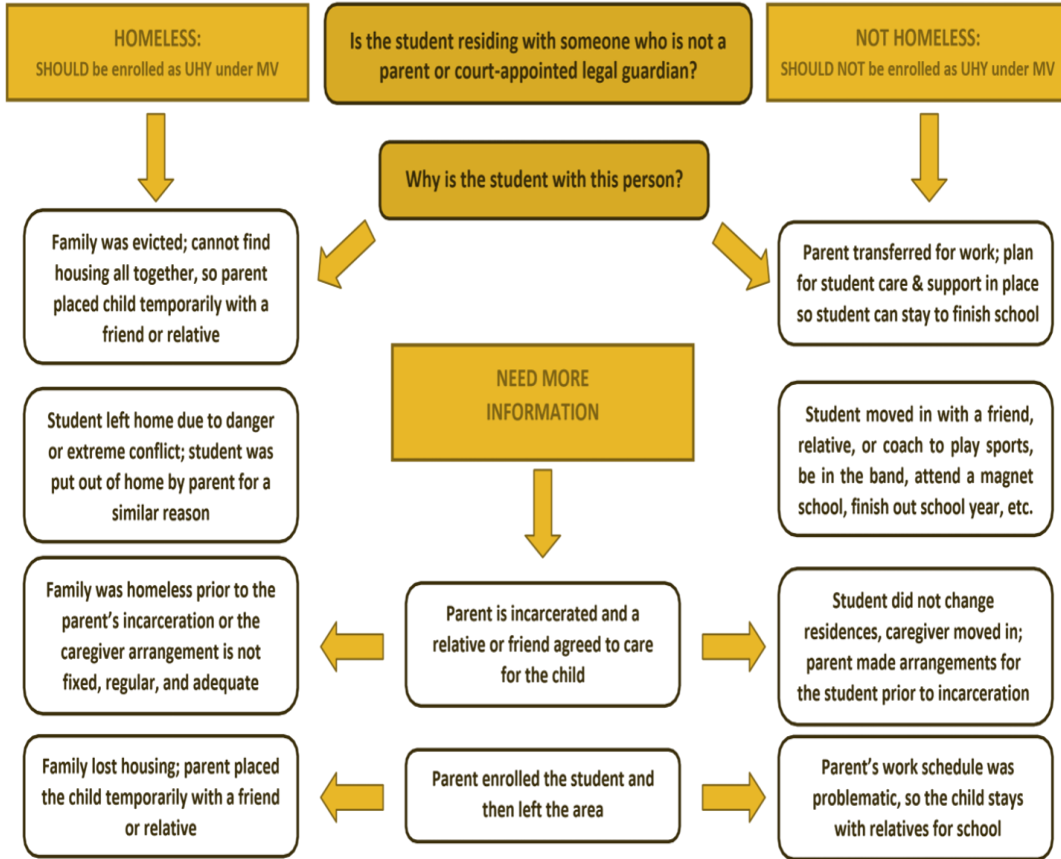 HOMELESS:
SHOULD be enrolled as UHY under MV
Is the student residing with someone who is not a
parent or court-appointed legal guardian?
NOT HOMELESS:
SHOULD NOT be enrolled as UHY under MV
Why is the student with this person?
Family was evicted; cannot find
housing all together, so parent
placed child temporarily with a
friend or relative
Parent transferred for work; plan
for student care & support in place
so student can stay to finish school
NEED MORE
INFORMATION
Student left home due to danger
or extreme conflict; student was
put out of home by parent for a
similar reason
Student moved in with a friend,
relative, or coach to play sports,
be in the band, attend a magnet
school, finish out school year, etc.
Family was homeless prior to the
parent's incarceration or the
caregiver arrangement is not
fixed, regular, and adequate
Parent is incarcerated and a
relative or friend agreed to care
for the child
Student did not change
residences, caregiver moved in;
parent made arrangements for
the student prior to incarceration
Family lost housing; parent placed
the child temporarily with a friend
or relative
Parent enrolled the student and
then left the area
Parent's work schedule was
problematic, so the child stays
with relatives for school